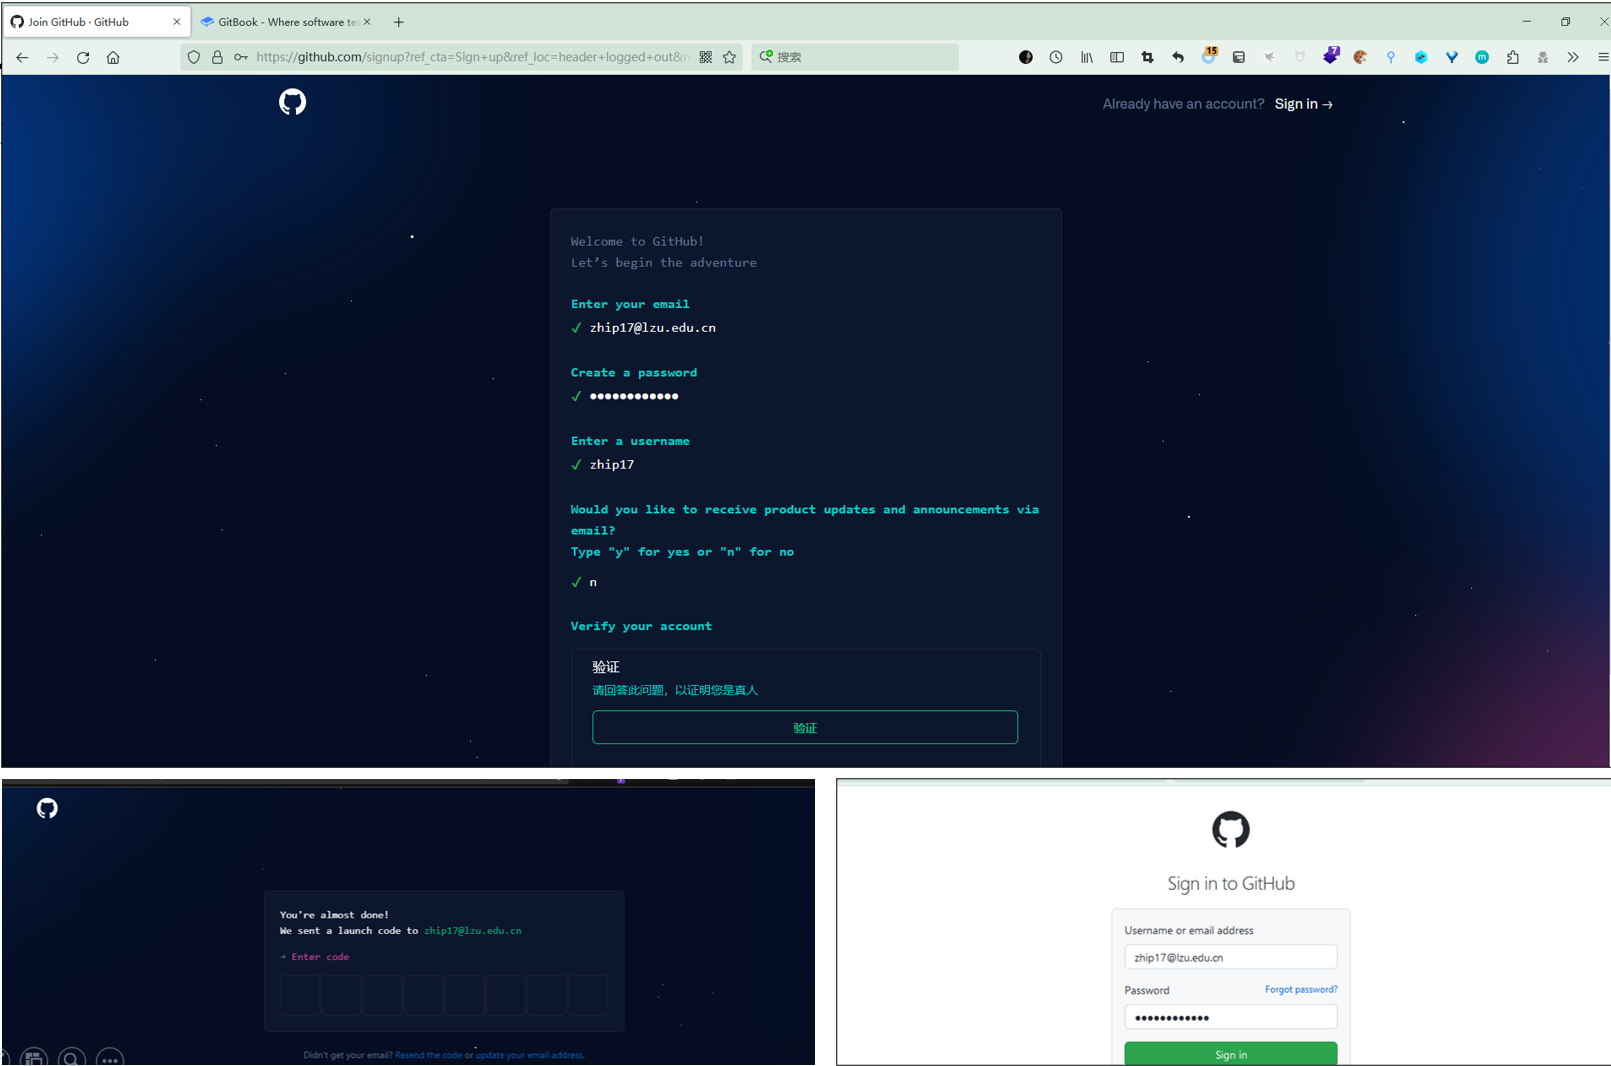 Join GitHub · GitHub
GitBook - Where software tea
https://github.com/signup?ref_cta=Sign+up&ref_loc=header+logged+out&re
搜索
15
7
Already have an account? Sign in →
Welcome to GitHub!
Let’s begin the adventure
Enter your email
✓ zhip17@lzu.edu.cn
Create a password
✓ ••••••••••••
Enter a username
✓ zhip17
Would you like to receive product updates and announcements via
email?
Type "y" for yes or "n" for no
✓ n
Verify your account
验证
请回答此问题，以证明您是真人
验证
You're almost done!
We sent a launch code to zhip17@lzu.edu.cn
→ Enter code
Didn't get your email? Resend the code or update your email address.
Sign in to GitHub
Username or email address
zhip17@lzu.edu.cn
Password Forgot password?
••••••••••••
Sign in